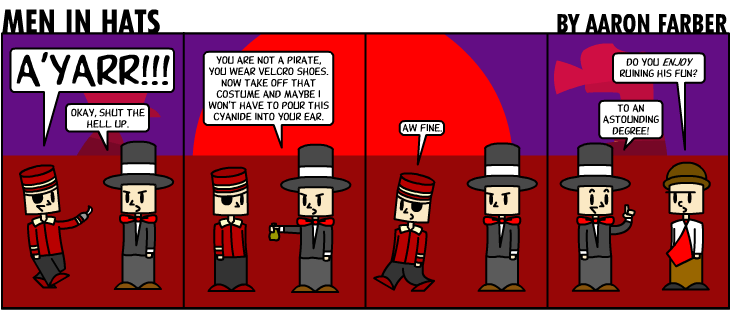 MEN IN HATS
BY AARON FARBER
A'YARR!!!
OKAY, SHUT THE
HELL UP.
YOU ARE NOT A PIRATE,
YOU WEAR VELCRO SHOES.
NOW TAKE OFF THAT
COSTUME AND MAYBE I
WON'T HAVE TO POUR THIS
CYANIDE INTO YOUR EAR.
AW FINE.
DO YOU ENJOY
RUINING HIS FUN?
TO AN
ASTOUNDING
DEGREE!